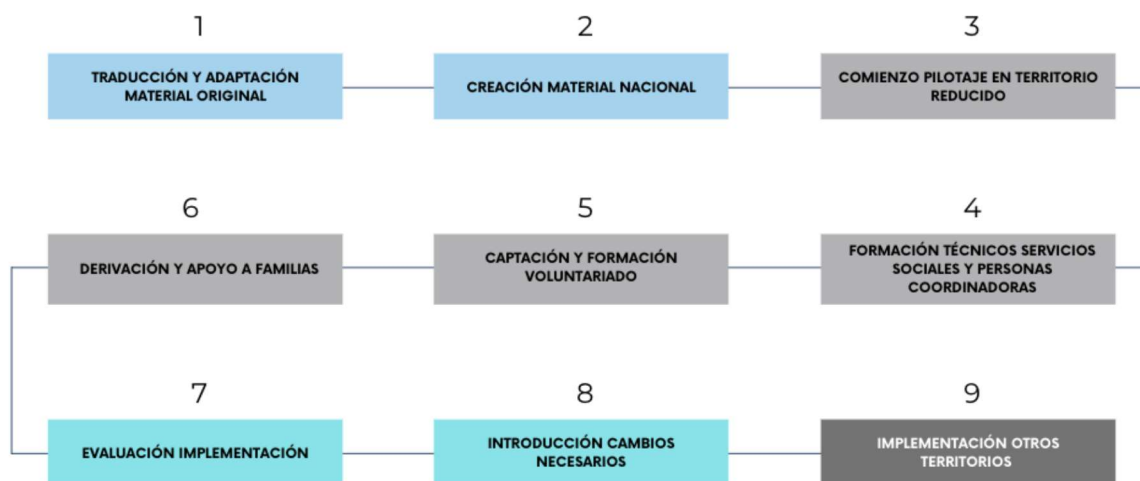 1
TRADUCCIÓN Y ADAPTACIÓN
MATERIAL ORIGINAL
2
CREACIÓN MATERIAL NACIONAL
3
COMIENZO PILOTAJE EN TERRITORIO
REDUCIDO
4
FORMACIÓN TÉCNICOS SERVICIOS
SOCIALES Y PERSONAS
COORDINADORAS
5
CAPTACIÓN Y FORMACIÓN
VOLUNTARIADO
6
DERIVACIÓN Y APOYO A FAMILIAS
7
EVALUACIÓN IMPLEMENTACIÓN
8
INTRODUCCIÓN CAMBIOS
NECESARIOS
9
IMPLEMENTACIÓN OTROS
TERRITORIOS